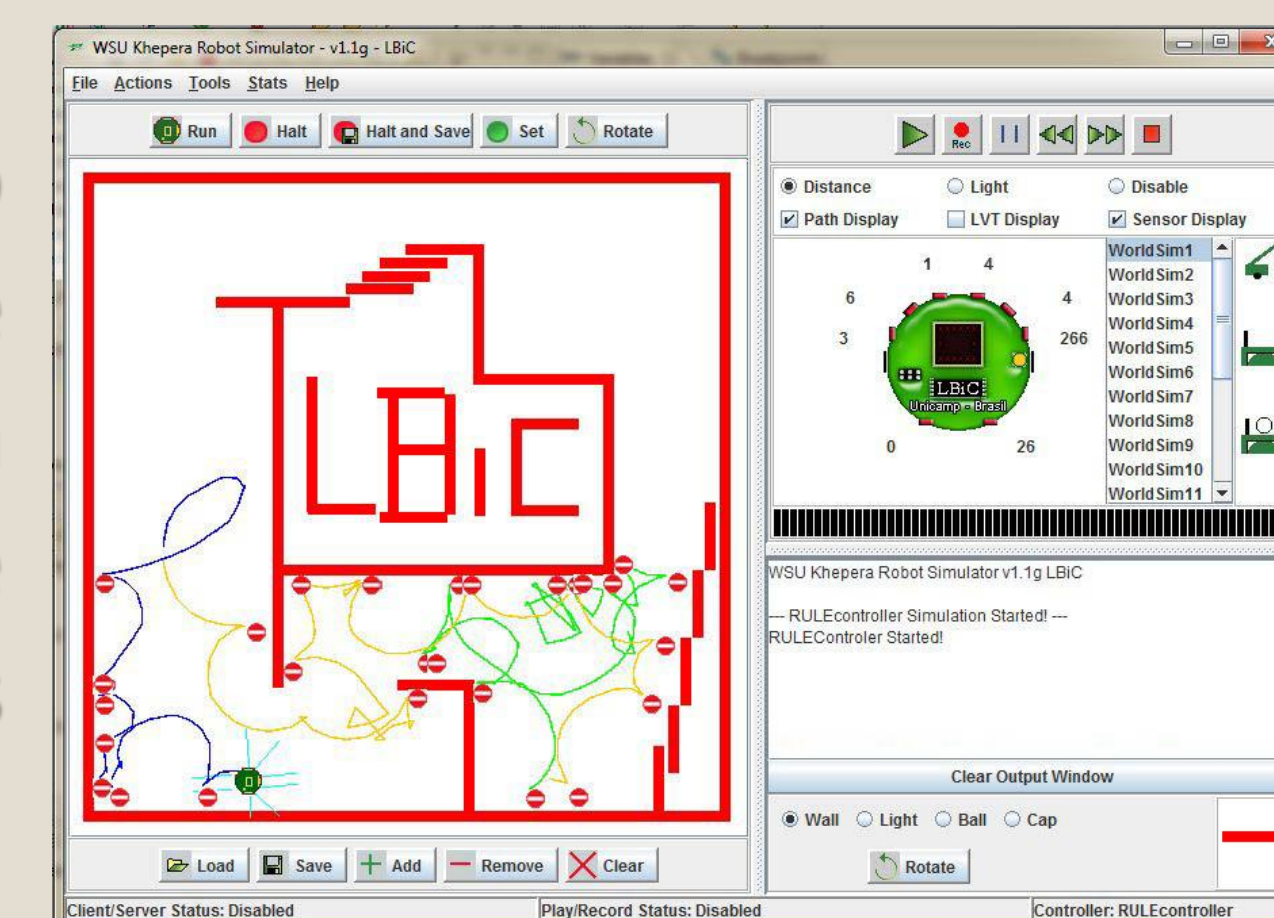 WSU Khepera Robot Simulator - v1.1g - LBiC
File Actions Tools Stats Help
Run Halt Halt and Save Set Rotate
Rec
Distance Light Disable
Path Display LVT Display Sensor Display
1 4
6 4
3 266
LBiC
Unicamp - Brasil
0 26
WorldSim1
WorldSim2
WorldSim3
WorldSim4
WorldSim5
WorldSim6
WorldSim7
WorldSim8
WorldSim9
WorldSim10
WorldSim11
LBiC
WSU Khepera Robot Simulator v1.1g LBiC
--- RULEcontroller Simulation Started! ---
RULEControler Started!
Clear Output Window
Wall Light Ball Cap
Rotate
Load Save Add Remove Clear
Client/Server Status: Disabled Play/Record Status: Disabled Controller: RULEcontroller